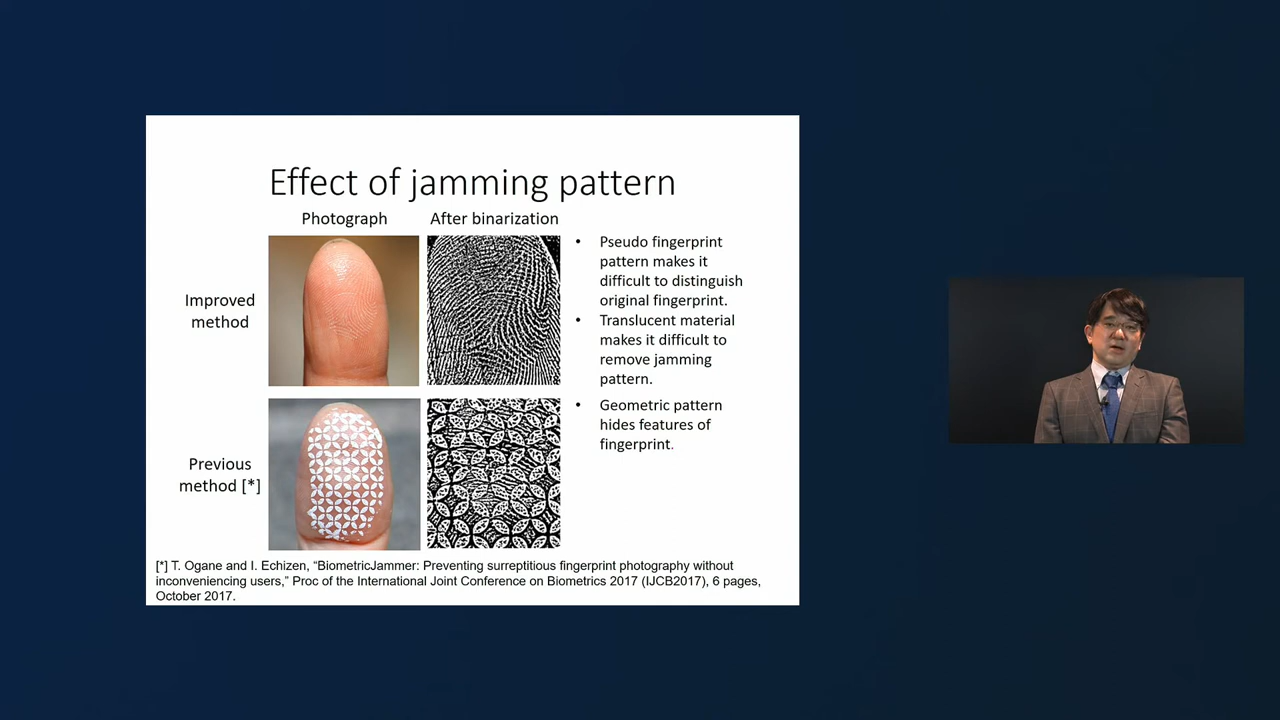 Effect of jamming pattern
Photograph
After binarization
Improved
method
• Pseudo fingerprint
pattern makes it
difficult to distinguish
original fingerprint.
• Translucent material
makes it difficult to
remove jamming
pattern.
Previous
method [*]
• Geometric pattern
hides features of
fingerprint.
[*] T. Ogane and I. Echizen, “BiometricJammer: Preventing surreptitious fingerprint photography without
inconveniencing users,” Proc of the International Joint Conference on Biometrics 2017 (IJCB2017), 6 pages,
October 2017.